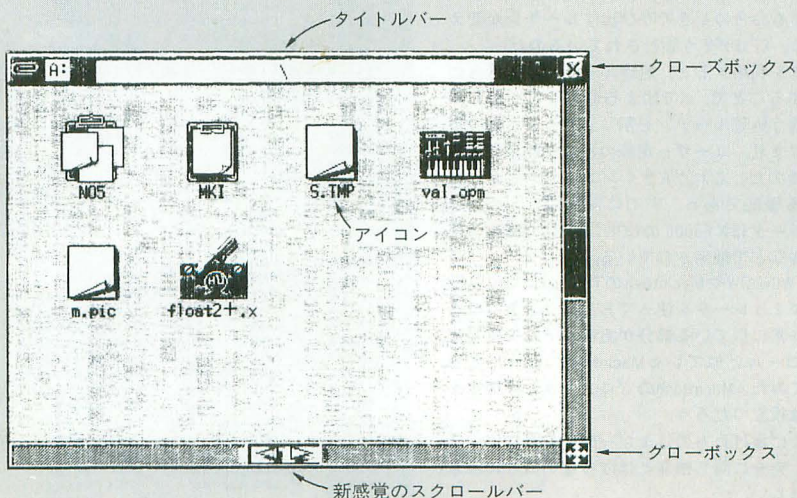 タイトルバー
A:
クローズボックス
NO5
MKI
S.TMP
val.opm
アイコン
m.pic
float2+.x
グローボックス
新感覚のスクロールバー